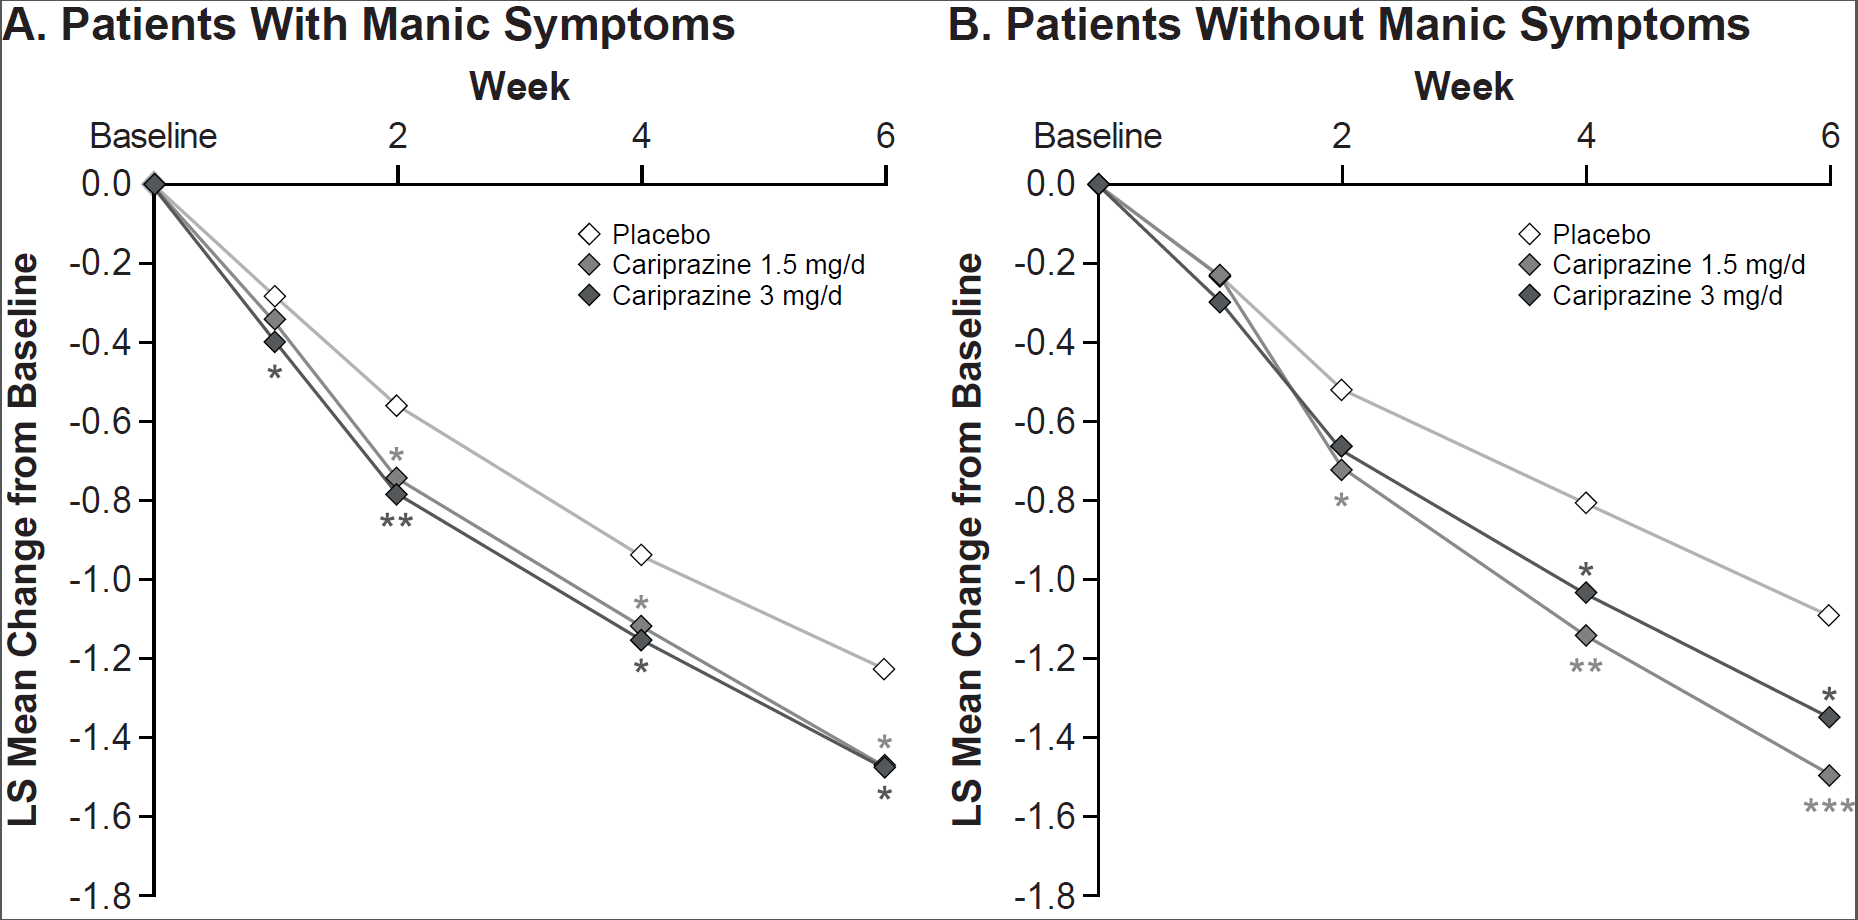 A. Patients With Manic Symptoms
Week
Baseline 2 4 6
0.0
-0.2
-0.4
-0.6
-0.8
-1.0
-1.2
-1.4
-1.6
-1.8
LS Mean Change from Baseline
Placebo
Cariprazine 1.5 mg/d
Cariprazine 3 mg/d
*
*
**
*
*
*
*
B. Patients Without Manic Symptoms
Week
Baseline 2 4 6
0.0
-0.2
-0.4
-0.6
-0.8
-1.0
-1.2
-1.4
-1.6
-1.8
LS Mean Change from Baseline
Placebo
Cariprazine 1.5 mg/d
Cariprazine 3 mg/d
*
*
**
*
***